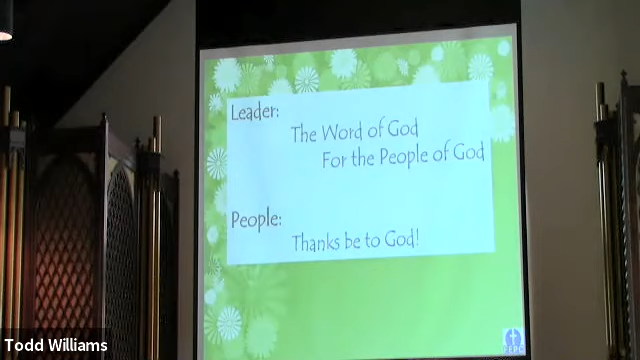 Leader:
The Word of God
For the People of God
People:
Thanks be to God!
Todd Williams